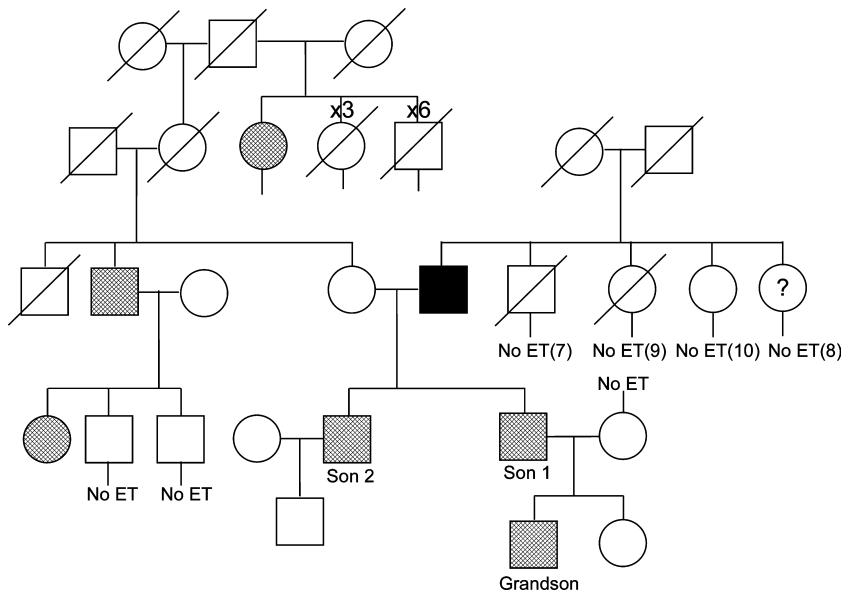 x3 x6
?
No ET(7) No ET(9) No ET(10) No ET(8)
No ET
Son 2 Son 1
No ET No ET
Grandson